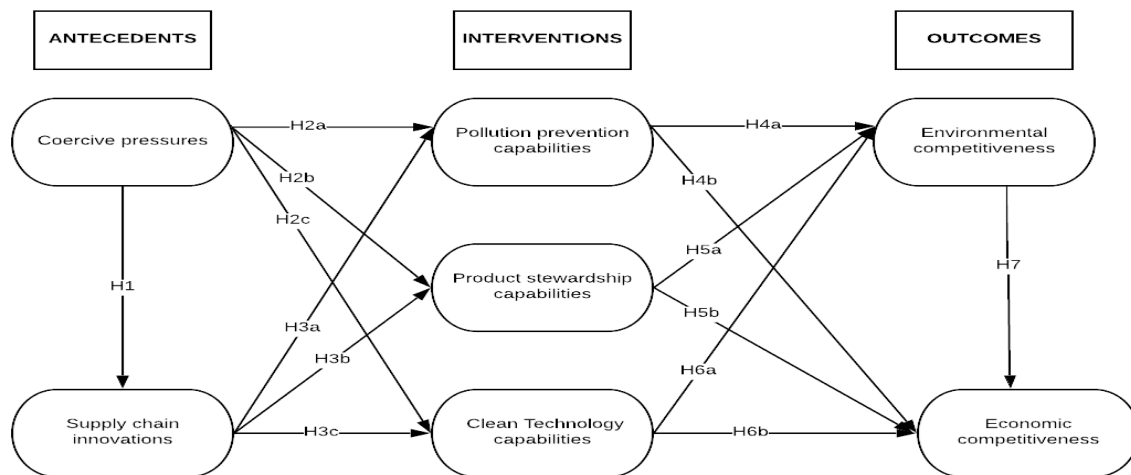 ANTECEDENTS
INTERVENTIONS
OUTCOMES
Coercive pressures
H2a
Pollution prevention
capabilities
H4a
Environmental
competitiveness
H2b
H4b
H2c
Product stewardship
capabilities
H5a
H7
H1
H5b
H3a
H3b
H6a
Supply chain
innovations
H3c
Clean Technology
capabilities
H6b
Economic
competitiveness